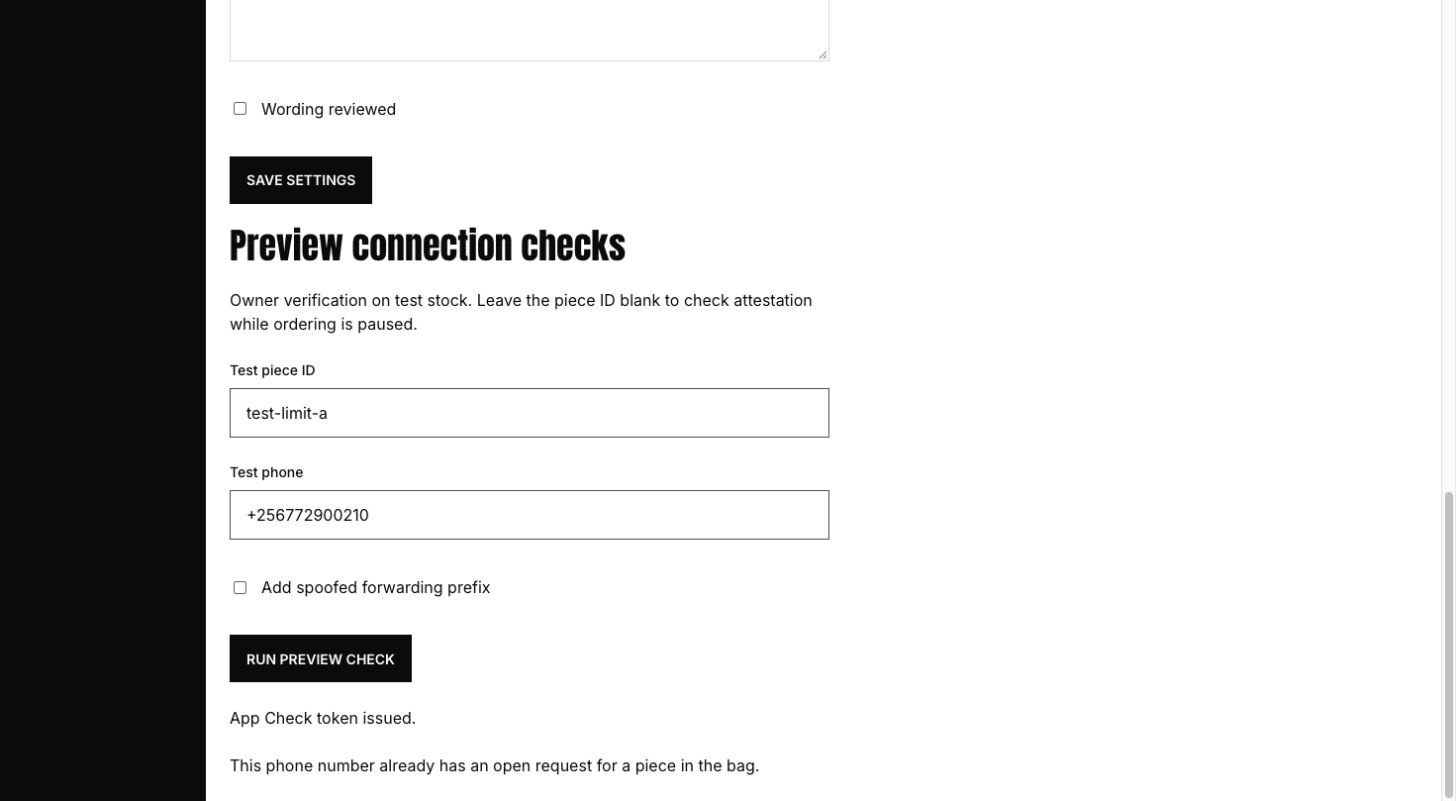 Wording reviewed
SAVE SETTINGS
Preview connection checks
Owner verification on test stock. Leave the piece ID blank to check attestation
while ordering is paused.
Test piece ID
test-limit-a
Test phone
+256772900210
Add spoofed forwarding prefix
RUN PREVIEW CHECK
App Check token issued.
This phone number already has an open request for a piece in the bag.